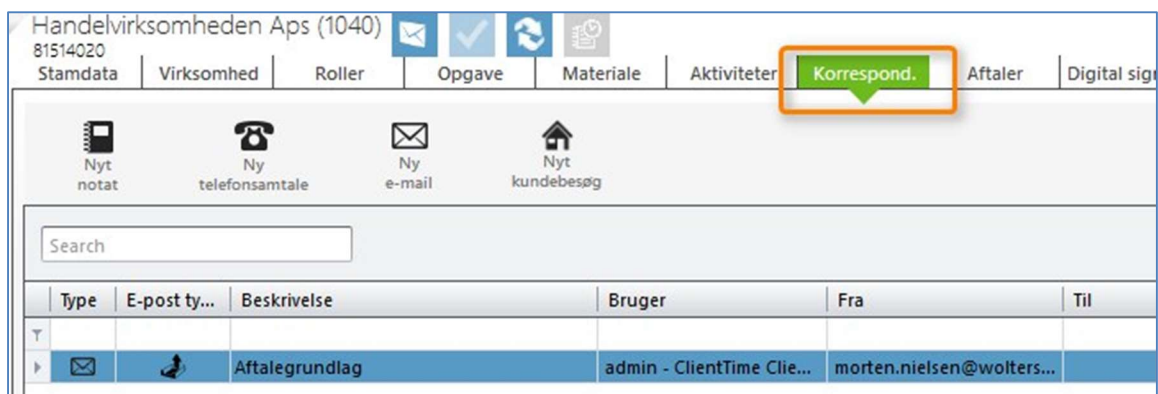 Handelvirksomheden Aps (1040)
81514020
Stamdata Virksomhed Roller Opgave Materiale Aktiviteter Korrespond. Aftaler Digital sig
Nyt notat
Ny telefonsamtale
Ny e-mail
Nyt kundebesøg
Search
Type E-post ty... Beskrivelse Bruger Fra Til
Aftalegrundlag admin - ClientTime Clie... morten.nielsen@wolters...